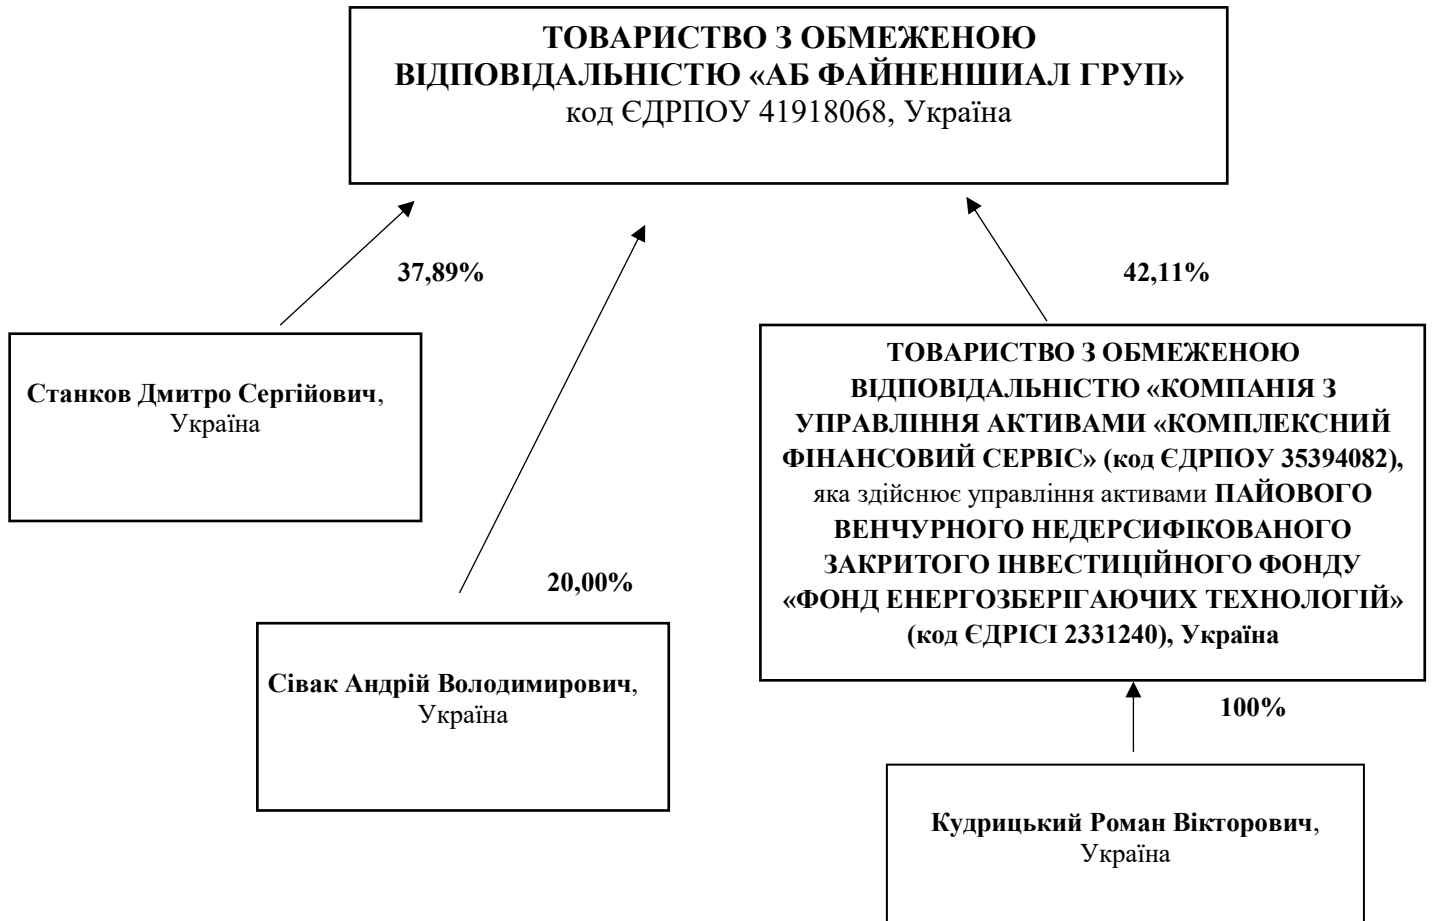 ТОВАРИСТВО З ОБМЕЖЕНОЮ
ВІДПОВІДАЛЬНІСТЮ «АБ ФАЙНЕНШИАЛ ГРУП»
код ЄДРПОУ 41918068, Україна
37,89%
42,11%
Станков Дмитро Сергійович,
Україна
ТОВАРИСТВО З ОБМЕЖЕНОЮ
ВІДПОВІДАЛЬНІСТЮ «КОМПАНІЯ З
УПРАВЛІННЯ АКТИВАМИ «КОМПЛЕКСНИЙ
ФІНАНСОВИЙ СЕРВІС» (код ЄДРПОУ 35394082),
яка здійснює управління активами ПАЙОВОГО
ВЕНЧУРНОГО НЕДЕРСИФІКОВАНОГО
ЗАКРИТОГО ІНВЕСТИЦІЙНОГО ФОНДУ
«ФОНД ЕНЕРГОЗБЕРІГАЮЧИХ ТЕХНОЛОГІЙ»
(код ЄДРІСІ 2331240), Україна
20,00%
Сівак Андрій Володимирович,
Україна
100%
Кудрицький Роман Вікторович,
Україна